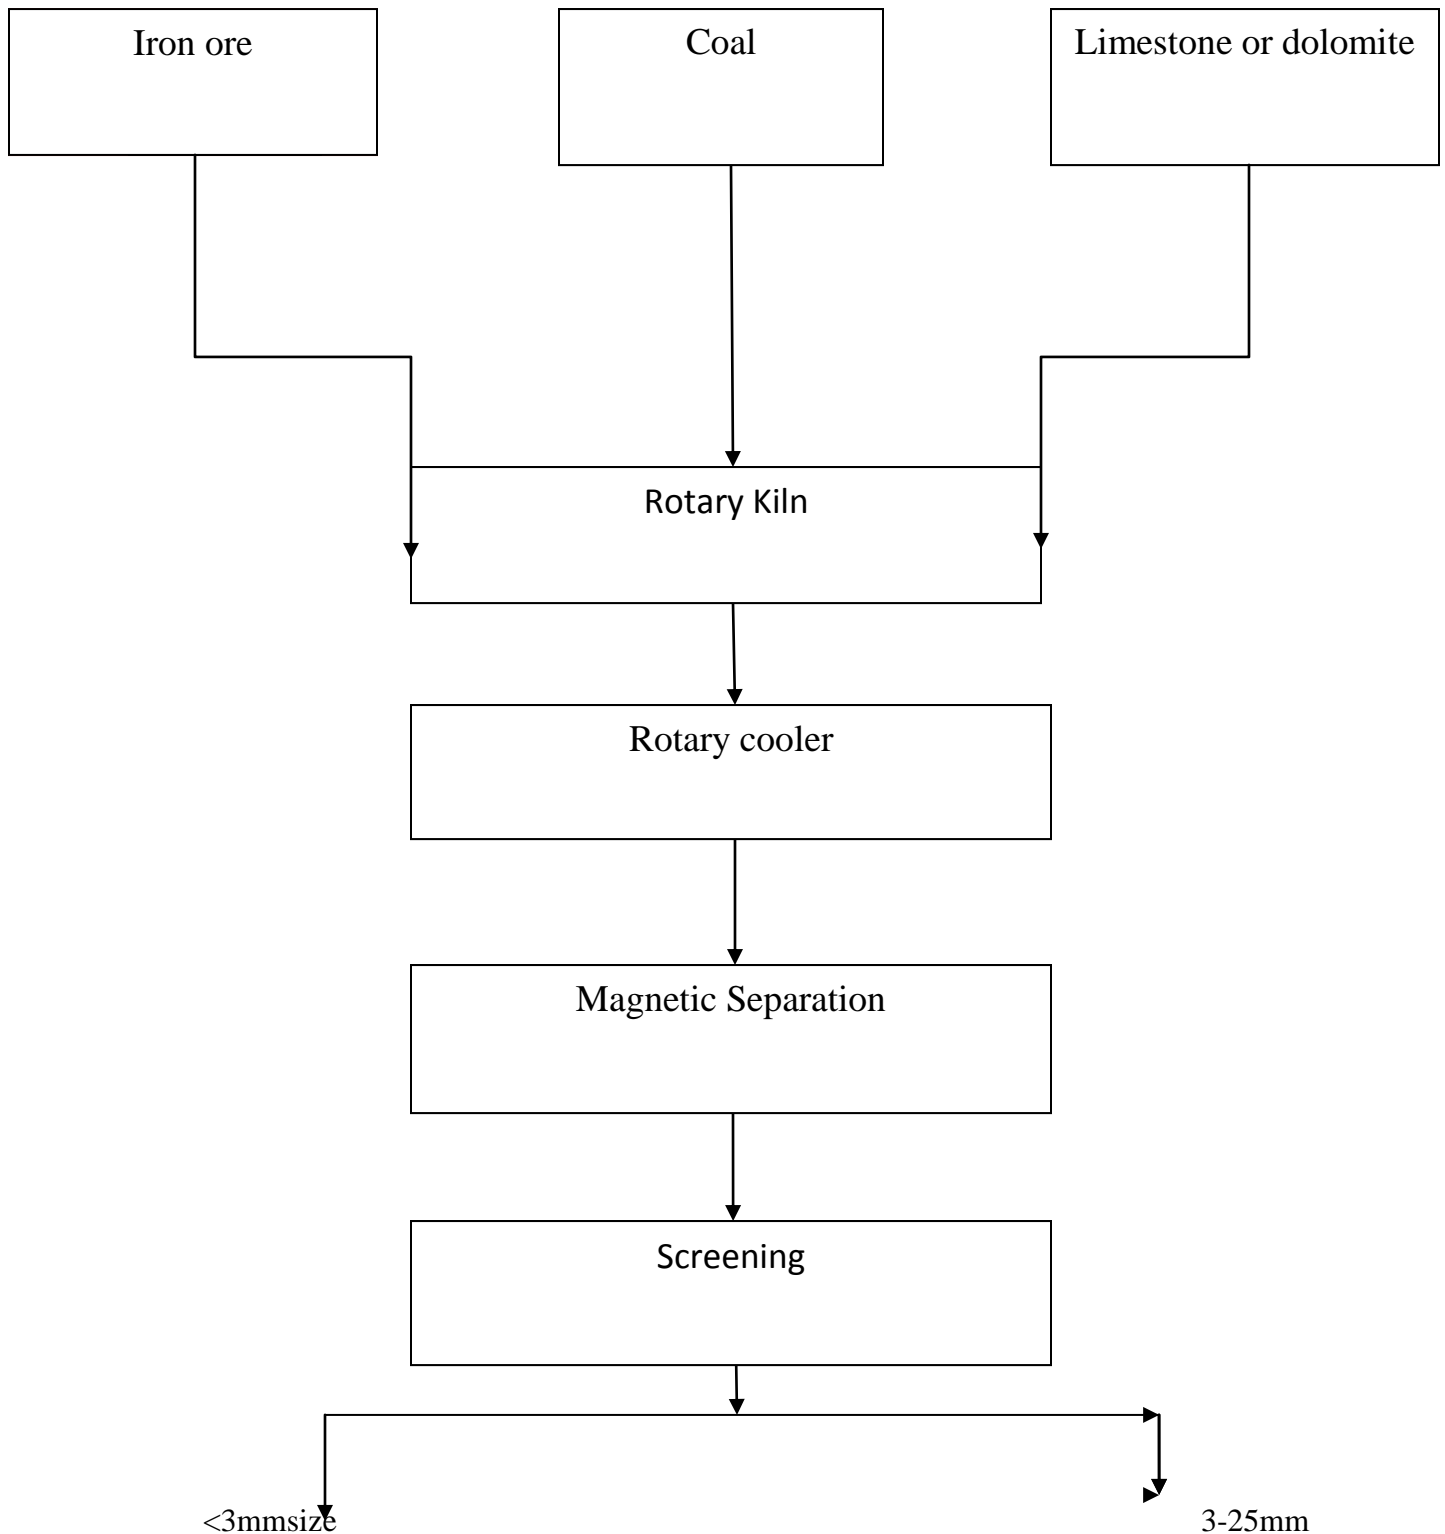 Iron ore
Coal
Limestone or dolomite
Rotary Kiln
Rotary cooler
Magnetic Separation
Screening
<3mmsize
3-25mm